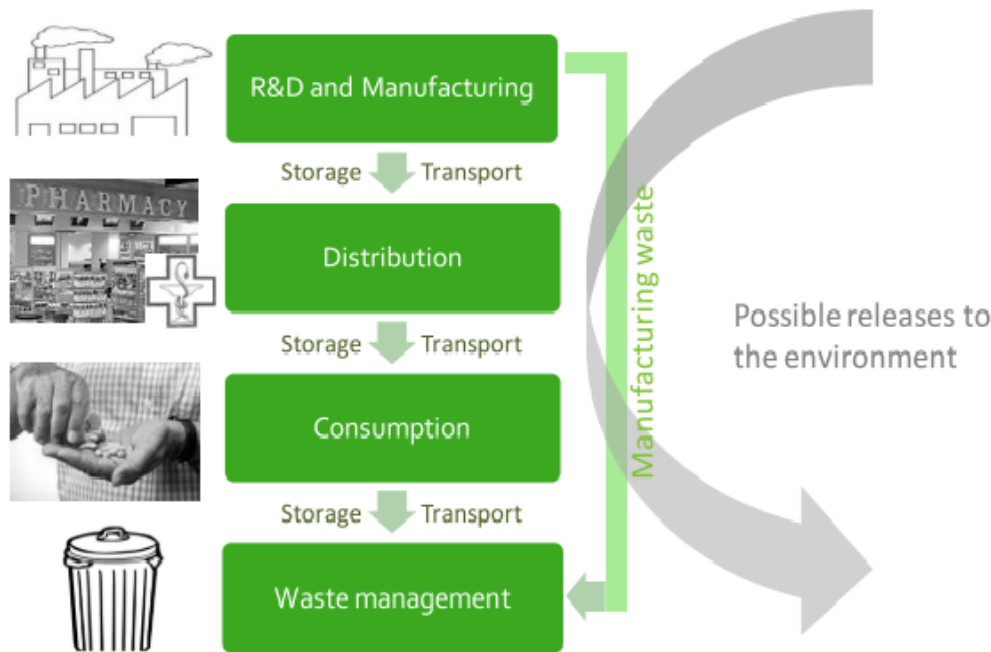 R&D and Manufacturing
Storage Transport
PHARMACY
Distribution
Storage Transport
Consumption
Storage Transport
Waste management
Manufacturing waste
Possible releases to
the environment